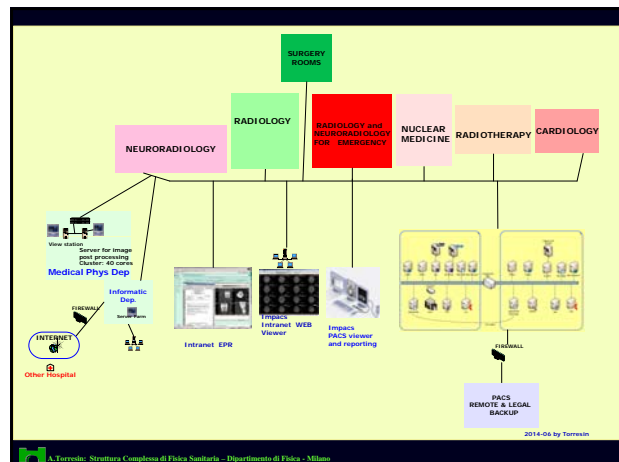 SURGERY
ROOMS
NEURORADIOLOGY
RADIOLOGY
RADIOLOGY and
NEURORADIOLOGY
FOR EMERGENCY
NUCLEAR
MEDICINE
RADIOTHERAPY
CARDIOLOGY
View station
Server for image
post processing
Cluster: 40 cores
Medical Phys Dep
Informatic
Dep.
Server Farm
FIREWALL
INTERNET
Other Hospital
Intranet EPR
Impacs
Intranet WEB
Viewer
Impacs
PACS viewer
and reporting
FIREWALL
PACS
REMOTE & LEGAL
BACKUP
2014-06 by Torresin
A.Torresin: Struttura Complessa di Fisica Sanitaria – Dipartimento di Fisica - Milano